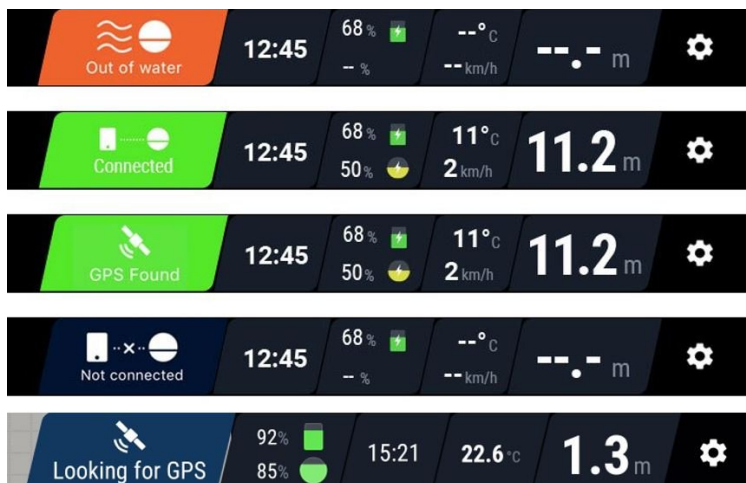 68 % --° C
Out of water 12:45 --.- m
-- % -- km/h
68 % 11° C
Connected 12:45 11.2 m
50 % 2 km/h
68 % 11° C
GPS Found 12:45 11.2 m
50 % 2 km/h
68 % --° C
Not connected 12:45 --.- m
-- % -- km/h
92%
Looking for GPS 15:21 22.6 °C 1.3 m
85%